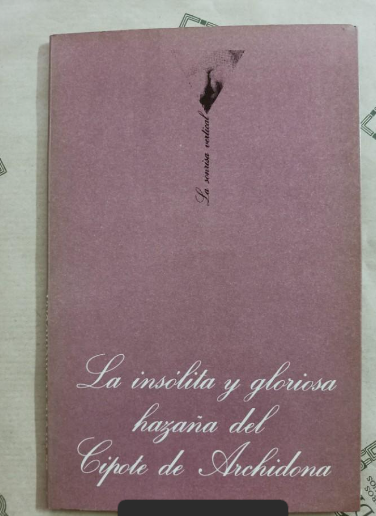 La sonrisa vertical
La insólita y gloriosa
hazaña del
Cipote de Archidona